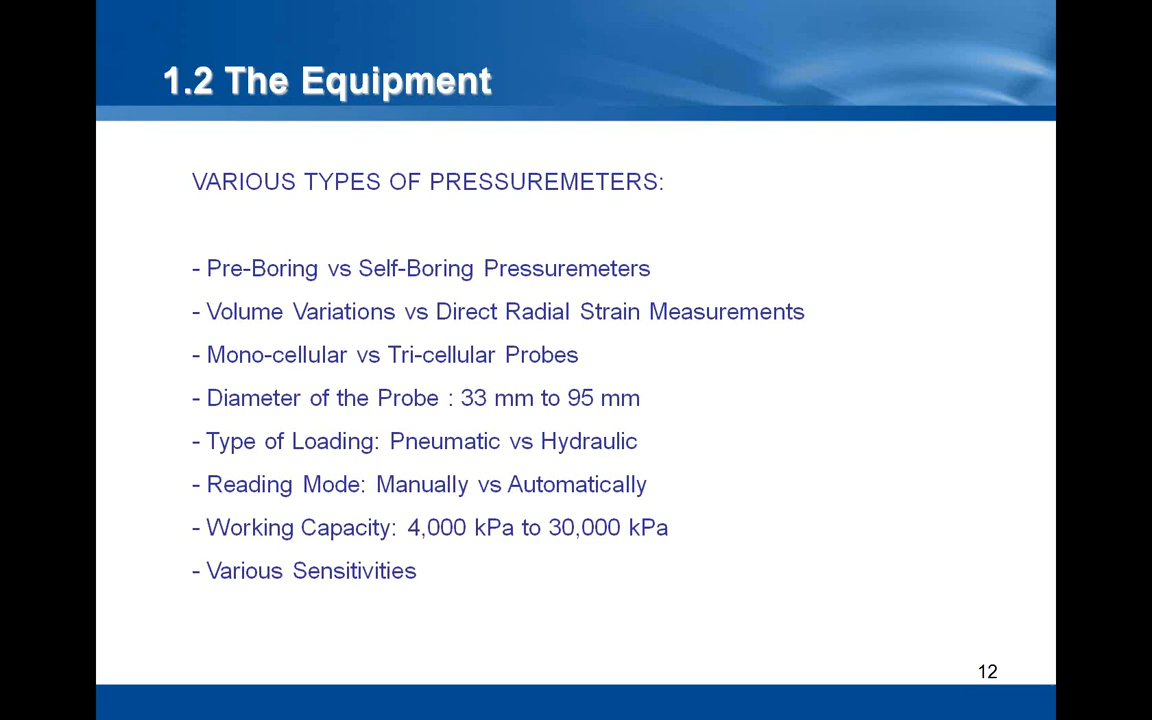 1.2 The Equipment
VARIOUS TYPES OF PRESSUREMETERS:
- Pre-Boring vs Self-Boring Pressuremeters
- Volume Variations vs Direct Radial Strain Measurements
- Mono-cellular vs Tri-cellular Probes
- Diameter of the Probe : 33 mm to 95 mm
- Type of Loading: Pneumatic vs Hydraulic
- Reading Mode: Manually vs Automatically
- Working Capacity: 4,000 kPa to 30,000 kPa
- Various Sensitivities
12